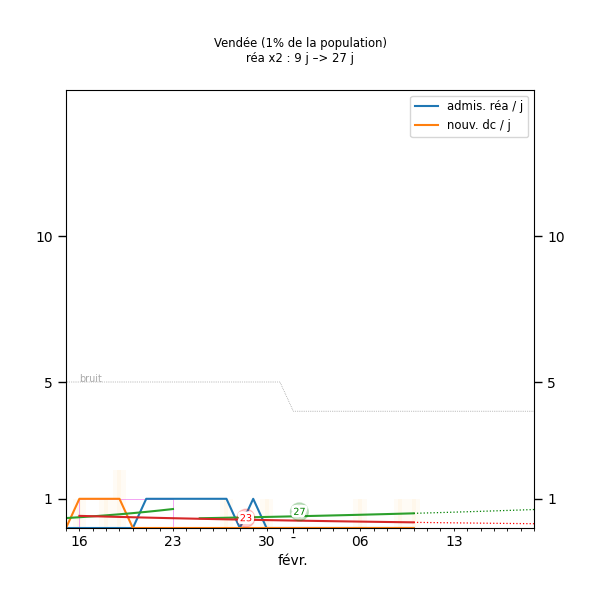 Vendée (1% de la population)
réa x2 : 9 j –> 27 j
admis. réa / j
nouv. dc / j
10 10
bruit
5 5
1 1
23 27
16 23 30 - 06 13
févr.